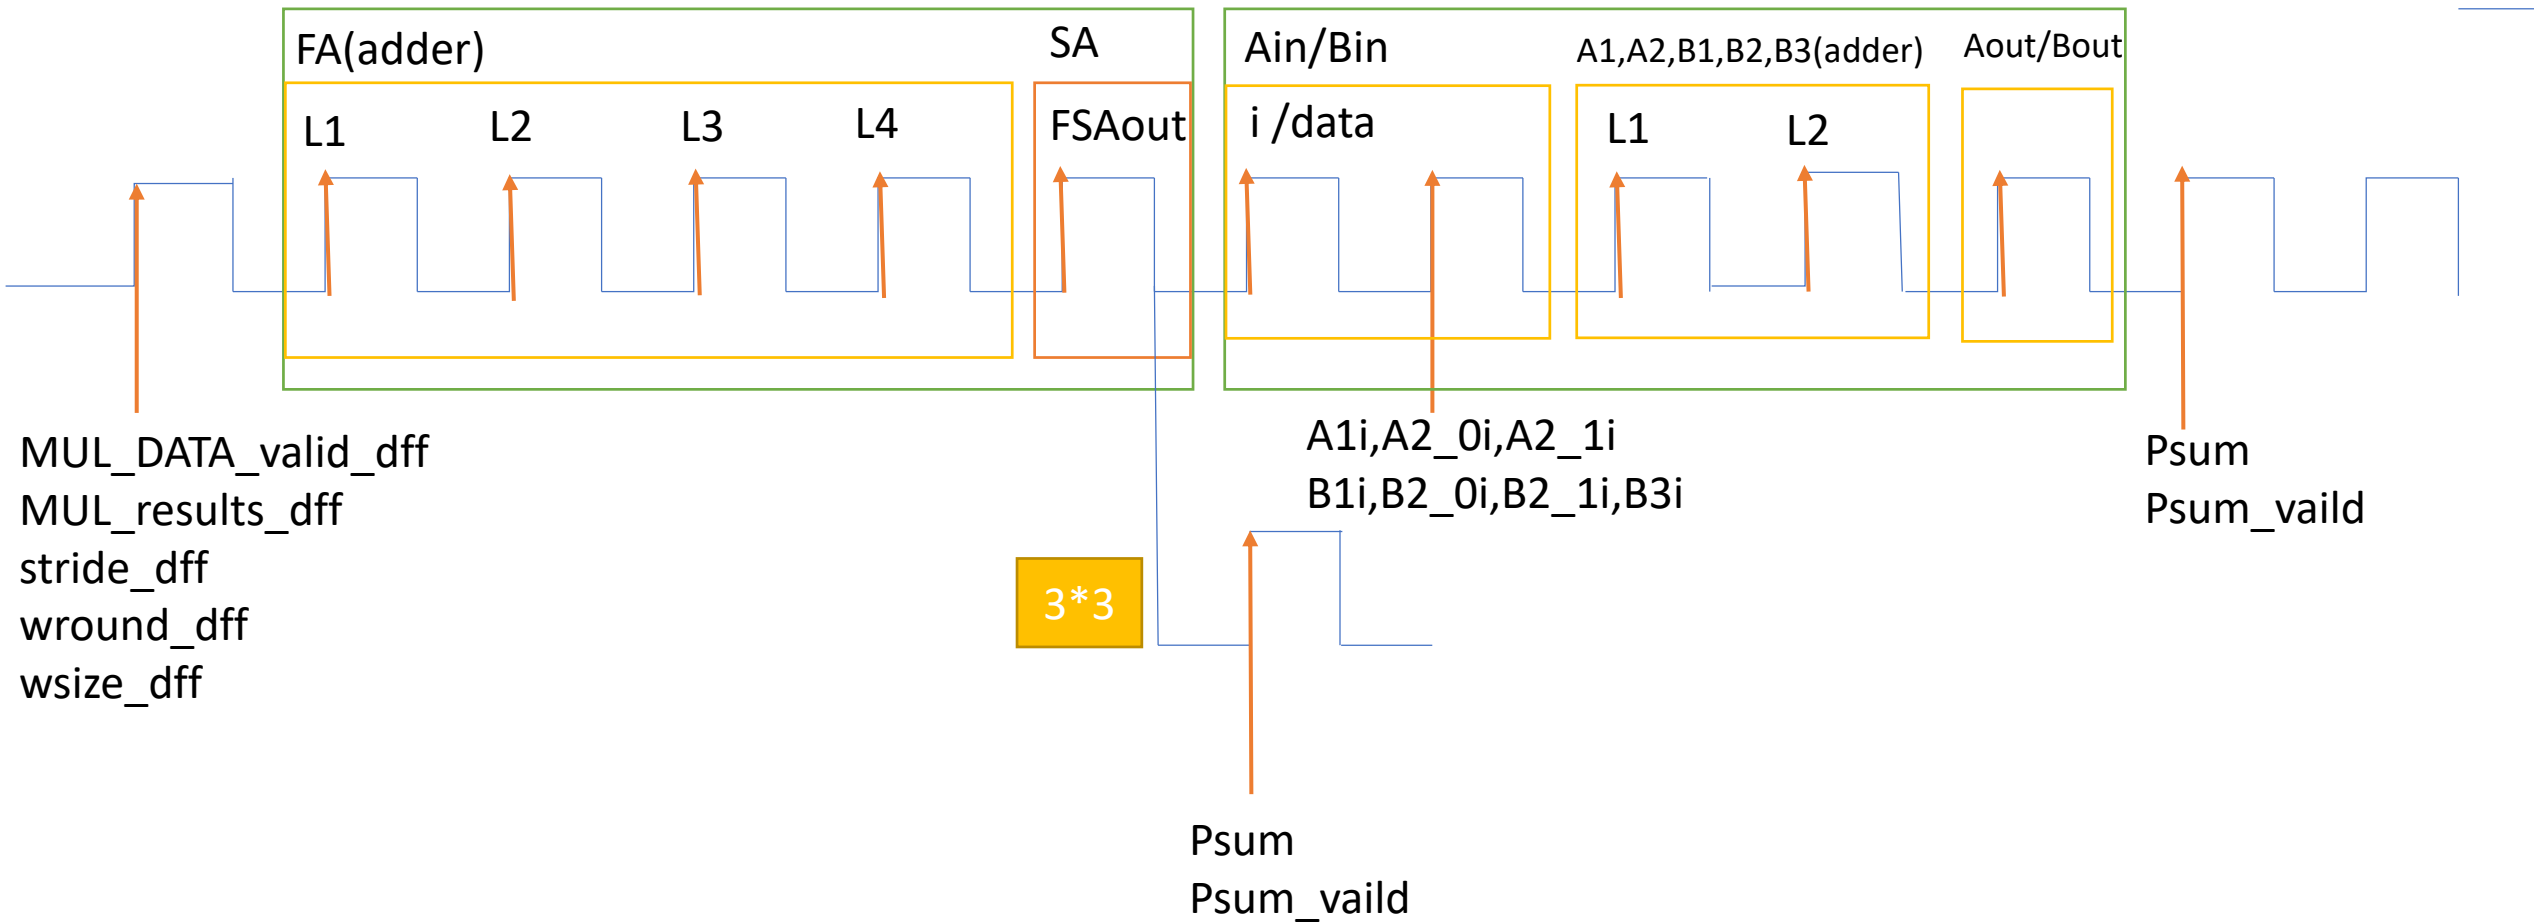 FA(adder)
SA
Ain/Bin
A1,A2,B1,B2,B3(adder)
Aout/Bout
L1
L2
L3
L4
FSAout
i /data
L1
L2
MUL_DATA_valid_dff
MUL_results_dff
stride_dff
wround_dff
wsize_dff
A1i,A2_0i,A2_1i
B1i,B2_0i,B2_1i,B3i
Psum
Psum_vaild
3*3
Psum
Psum_vaild